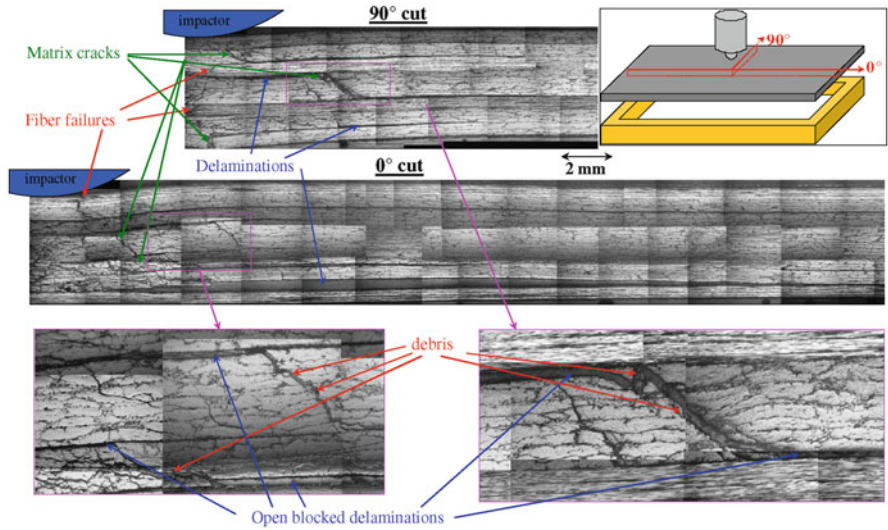 impactor
90° cut
Matrix cracks
Fiber failures
Delaminations
90°
0°
2 mm
0° cut
impactor
Delaminations
debris
Open blocked delaminations